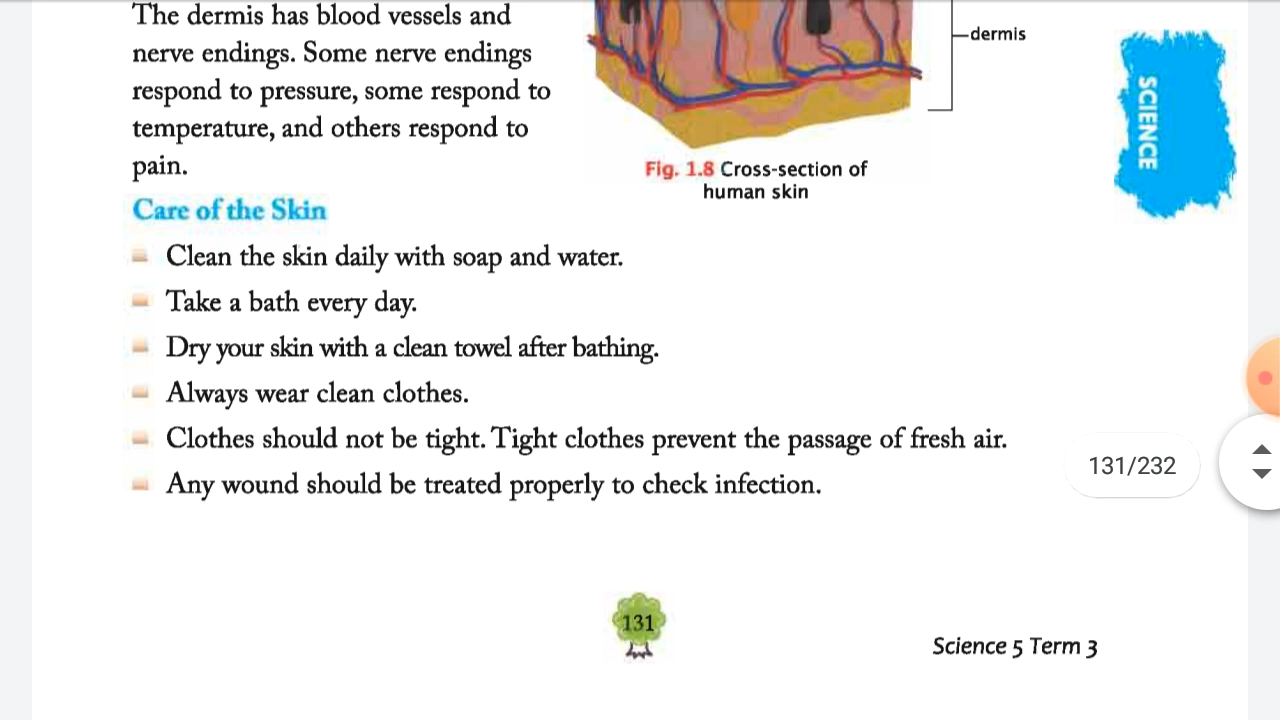 The dermis has blood vessels and
nerve endings. Some nerve endings
respond to pressure, some respond to
temperature, and others respond to
pain.
dermis
Fig. 1.8 Cross-section of
human skin
SCIENCE
Care of the Skin
Clean the skin daily with soap and water.
Take a bath every day.
Dry your skin with a clean towel after bathing.
Always wear clean clothes.
Clothes should not be tight. Tight clothes prevent the passage of fresh air.
Any wound should be treated properly to check infection.
131/232
131
Science 5 Term 3